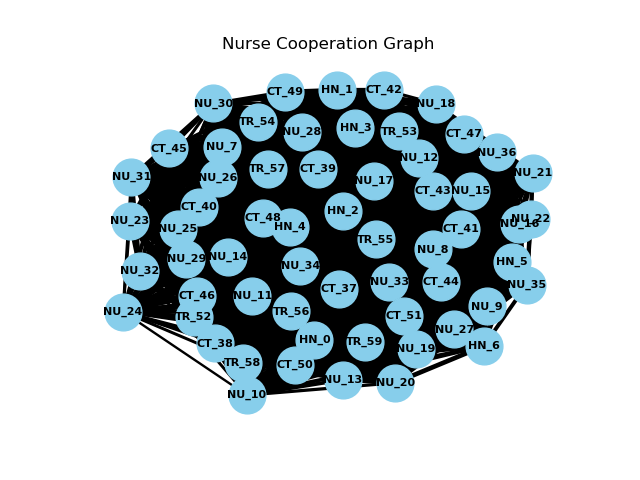 Nurse Cooperation Graph
CT_49
HN_1
CT_42
NU_30
NU_18
TR_54
NU_28
HN_3
TR_53
CT_47
CT_45
NU_7
NU_12
NU_36
TR_57
CT_39
NU_31
NU_26
NU_17
NU_21
CT_43
NU_15
CT_40
HN_2
NU_23
CT_48
HN_4
NU_16
NU_22
NU_25
CT_41
TR_55
NU_8
NU_29
NU_14
HN_5
NU_34
NU_32
NU_33
CT_44
NU_35
CT_37
CT_46
NU_11
NU_9
NU_24
TR_52
TR_56
CT_51
NU_27
CT_38
HN_0
TR_59
NU_19
HN_6
TR_58
CT_50
NU_13
NU_20
NU_10